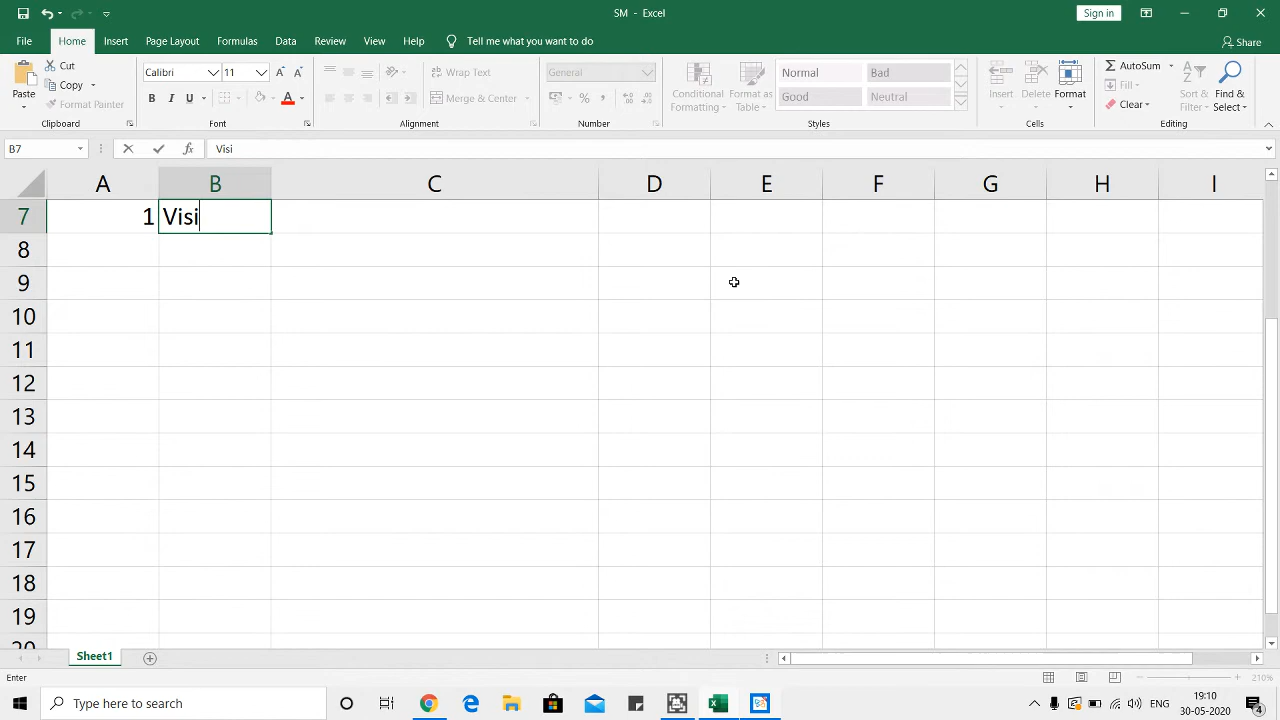 SM - Excel
Sign in
File Home Insert Page Layout Formulas Data Review View Help Tell me what you want to do Share
Paste Cut Copy Format Painter Clipboard
Calibri 11 B I U Font
Wrap Text Merge & Center Alignment
General % Number
Conditional Formatting Format as Table Normal Bad Good Neutral Styles
Insert Delete Format Cells
AutoSum Fill Clear Sort & Filter Find & Select Editing
B7 fx Visi
A B C D E F G H I
7 1 Visi
8
9
10
11
12
13
14
15
16
17
18
19
20
Sheet1
Enter 210%
Type here to search ENG 19:10
30-05-2020 4